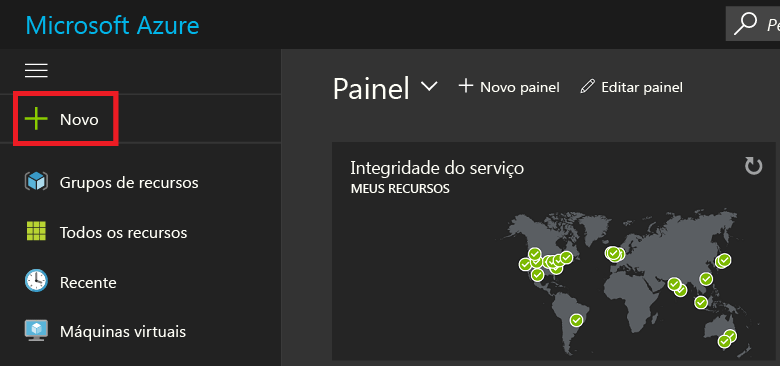 Microsoft Azure
Pe
Novo
Painel
Novo painel
Editar painel
Grupos de recursos
Todos os recursos
Recente
Máquinas virtuais
Integridade do serviço
MEUS RECURSOS